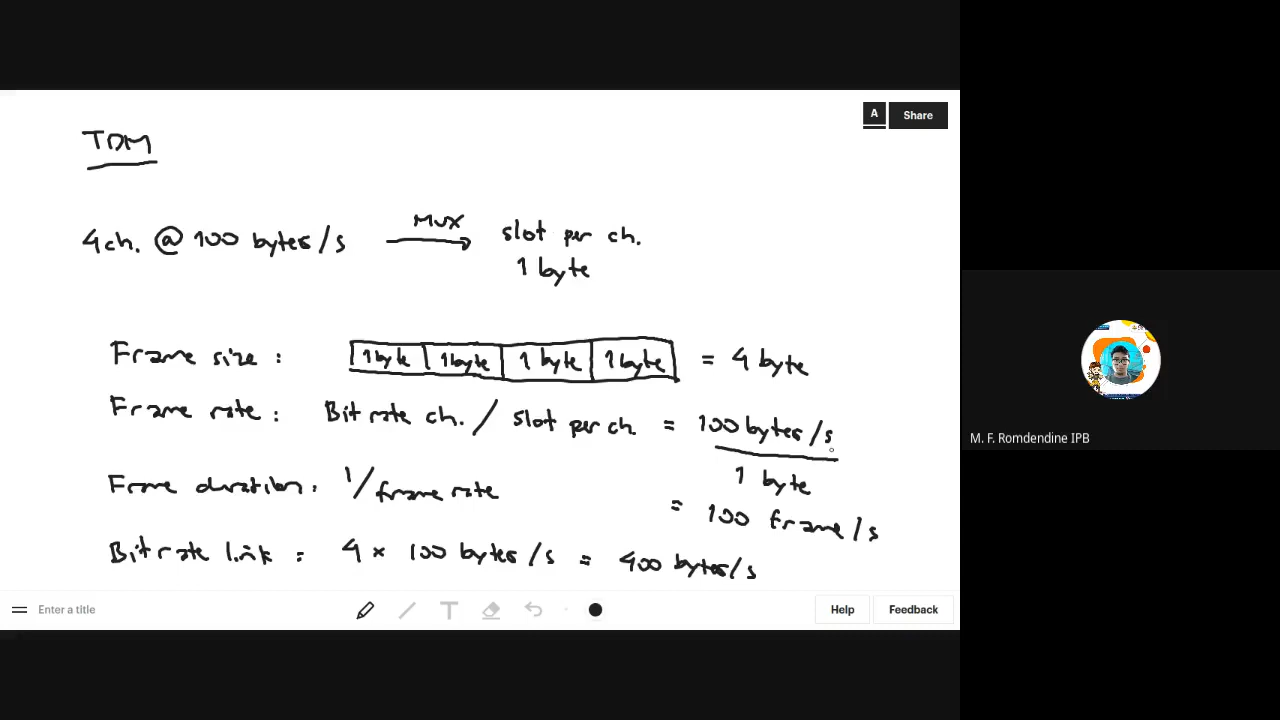 A Share
TDM
4 ch. @ 100 bytes/s MUX slot per ch.
1 byte
Frame size : 1 byte 1 byte 1 byte 1 byte = 4 byte
Frame rate : Bit rate ch. / slot per ch = 100 bytes/s
1 byte
= 100 frame/s
Frame duration : 1/frame rate
Bit rate link : 4 × 100 bytes/s = 400 bytes/s
Enter a title
T
Help Feedback
M. F. Romdendine IPB